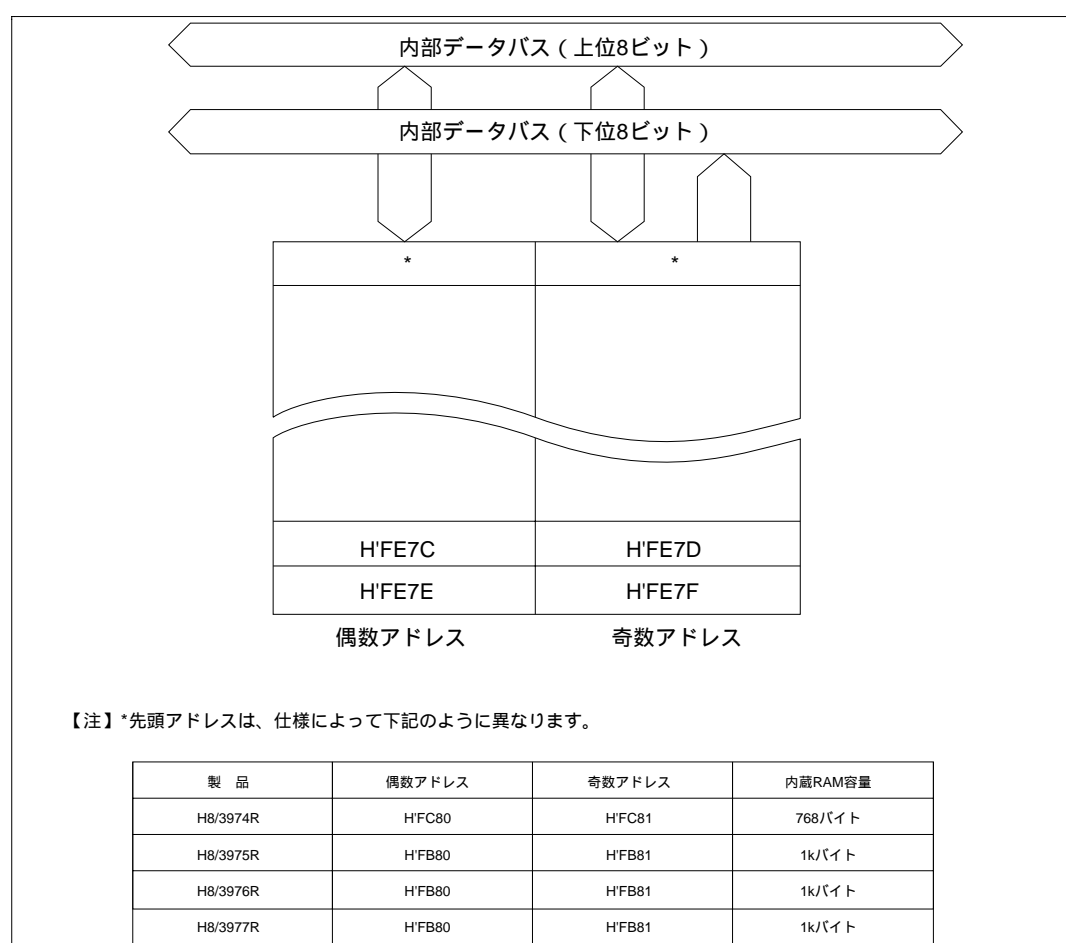 内部データバス（上位8ビット）
内部データバス（下位8ビット）
* *
H'FE7C H'FE7D
H'FE7E H'FE7F
偶数アドレス 奇数アドレス
【注】*先頭アドレスは、仕様によって下記のように異なります。
製　品 偶数アドレス 奇数アドレス 内蔵RAM容量
H8/3974R H'FC80 H'FC81 768バイト
H8/3975R H'FB80 H'FB81 1kバイト
H8/3976R H'FB80 H'FB81 1kバイト
H8/3977R H'FB80 H'FB81 1kバイト